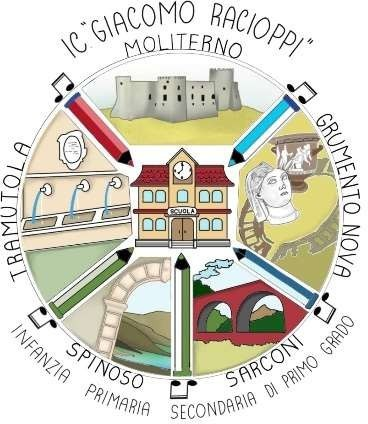 IC. "GIACOMO RACIOPPI"
MOLITERNO
TRAMUTOLA
GRUMENTO NOVA
SCUOLA
SPINOSO
SARCONI
INFANZIA PRIMARIA SECONDARIA DI PRIMO GRADO